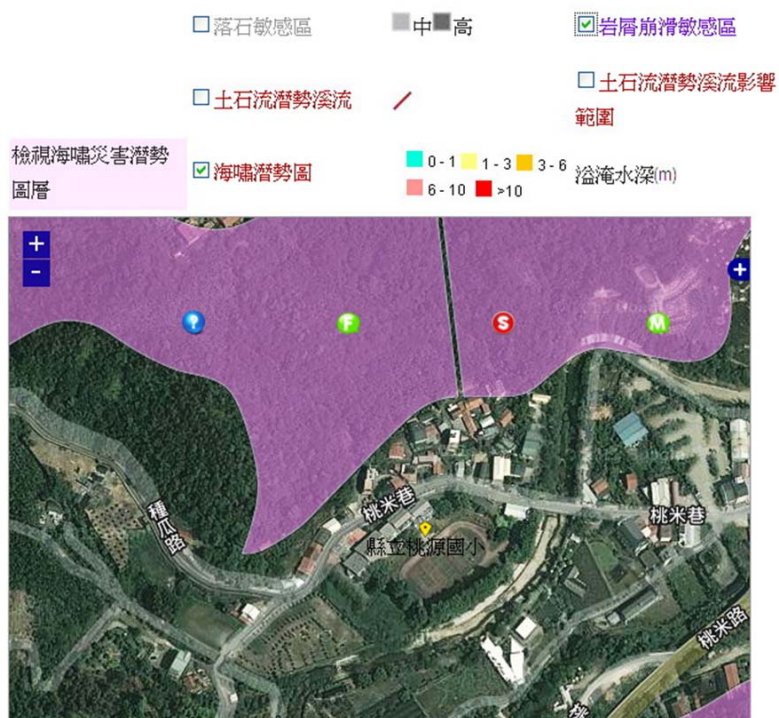 落石敏感區
中 高
岩屑崩滑敏感區
土石流潛勢溪流
土石流潛勢溪流影響
範圍
檢視海嘯災害潛勢
圖層
海嘯潛勢圖
0 - 1 1 - 3 3 - 6
6 - 10 >10
溢淹水深(m)
+
-
+
?
F
S
M
種瓜路
桃米巷
縣立桃源國小
桃米巷
桃米路
桃